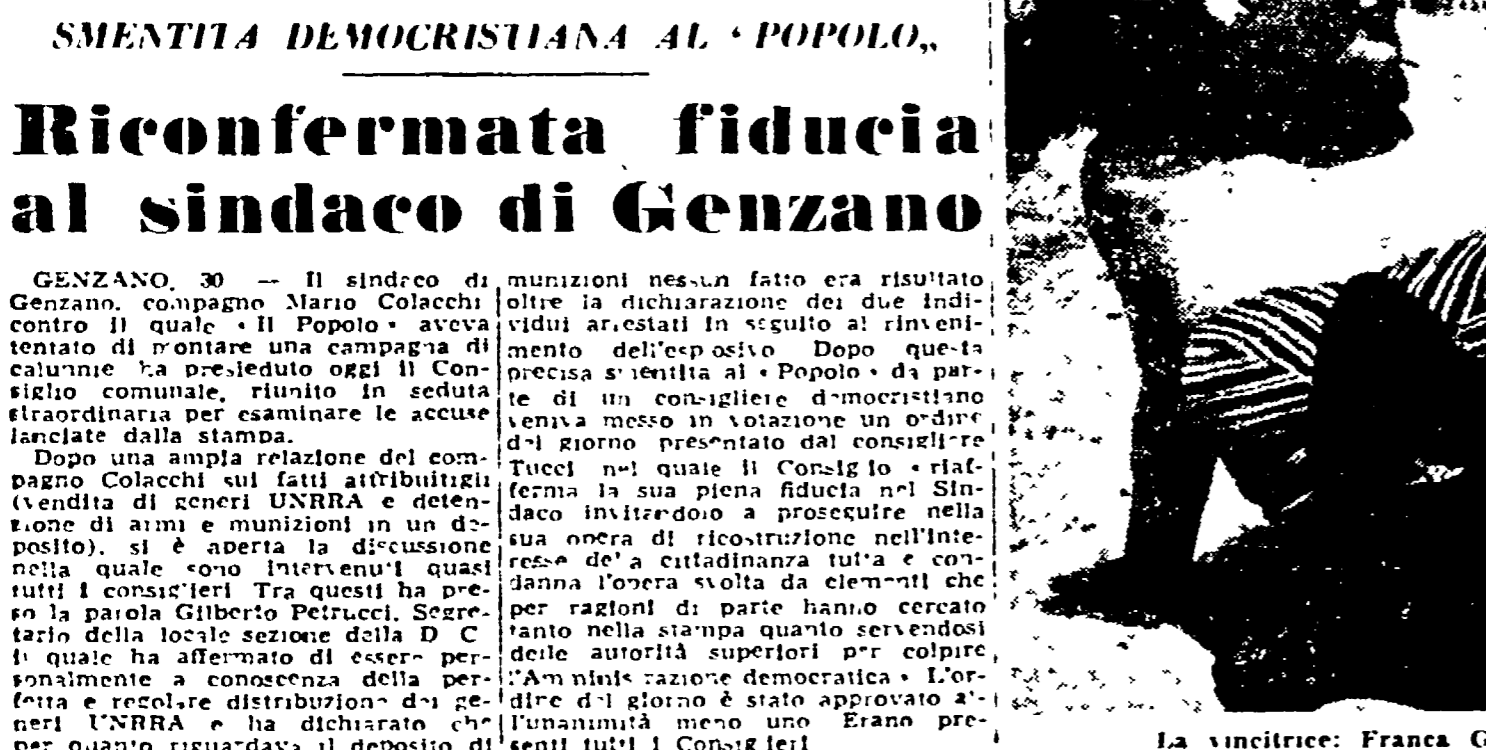 SMENTITA DEMOCRISTIANA AL "POPOLO„
Riconfermata fiducia
al sindaco di Genzano
GENZANO, 30 — Il sindaco di
Genzano, compagno Mario Colacchi
contro il quale « Il Popolo » aveva
tentato di montare una campagna di
calunnie ha presieduto oggi il Con-
siglio comunale, riunito in seduta
straordinaria per esaminare le accuse
lanciate dalla stampa.
Dopo una ampla relazione del com-
pagno Colacchi sui fatti attribuitigli
(vendita di generi UNRRA e deten-
zione di armi e munizioni in un de-
posito), si è aperta la discussione
nella quale sono intervenuti quasi
tutti i consiglieri Tra questi ha pre-
so la parola Gilberto Petrucci, Segre-
tario della locale sezione della D C
il quale ha affermato di essere per-
sonalmente a conoscenza della per-
fetta e regolare distribuzione dei ge-
neri UNRRA e ha dichiarato che
per quanto riguardava il deposito di
munizioni nessun fatto era risultato
oltre la dichiarazione dei due indi-
vidui arrestati in seguito al rinveni-
mento dell'esplosivo Dopo questa
precisa smentita al « Popolo » da par-
te di un consigliere democristiano
veniva messo in votazione un ordine
del giorno presentato dal consigliere
Tucci nel quale il Consiglio « riaf-
ferma la sua piena fiducia nel Sin-
daco invitandolo a proseguire nella
sua opera di ricostruzione nell'inte-
resse della cittadinanza tutta e con-
danna l'opera svolta da elementi che
per ragioni di parte hanno cercato
tanto nella stampa quanto servendosi
delle autorità superiori per colpire
l'Amministrazione democratica » L'or-
dine del giorno è stato approvato al-
l'unanimità meno uno Erano pre-
senti tutti i Consiglieri
La vincitrice: Franca G